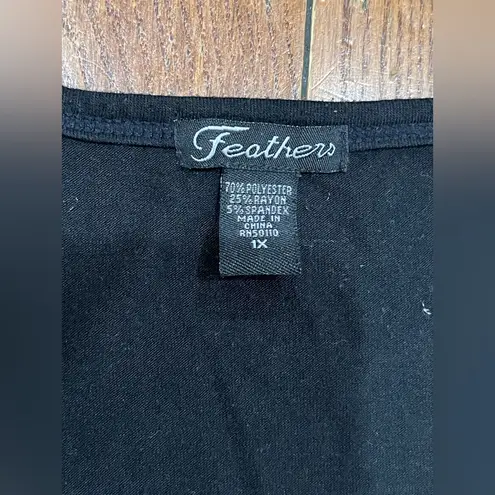 Feathers
70% POLYESTER
25% RAYON
5% SPANDEX
MADE IN
CHINA
RN50110
1X